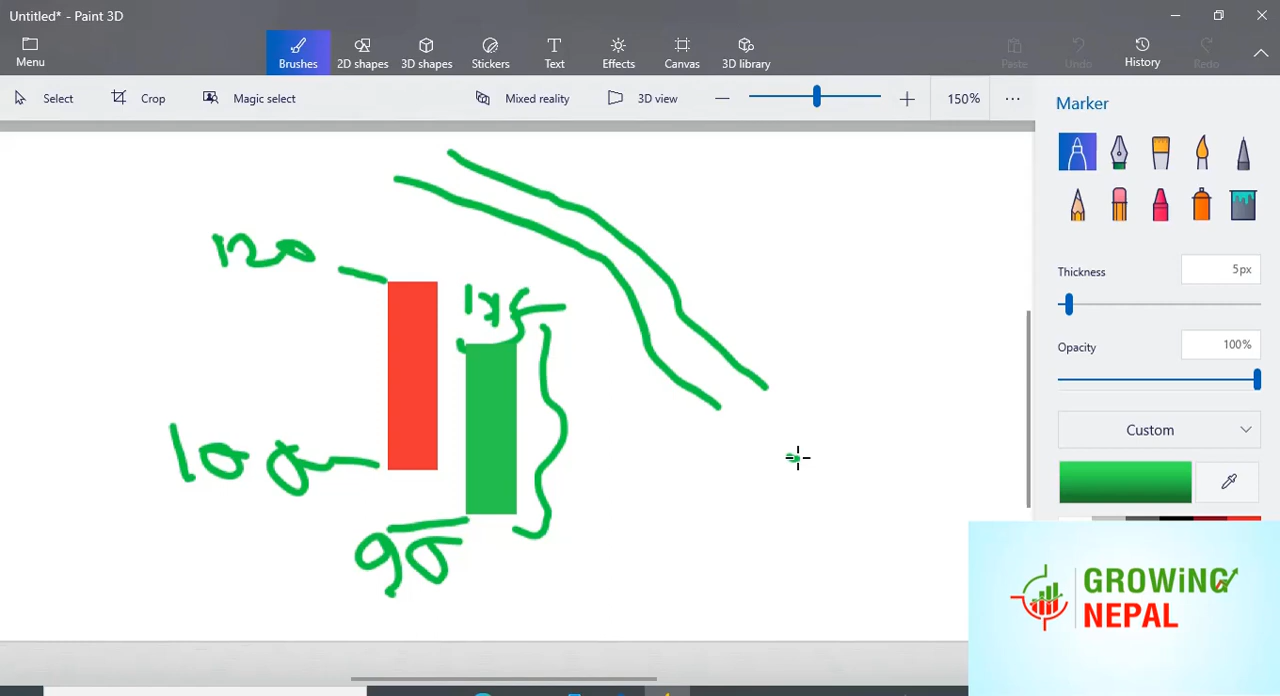 Untitled* - Paint 3D
Menu
Brushes
2D shapes
3D shapes
Stickers
Text
Effects
Canvas
3D library
Paste
Undo
History
Redo
Select
Crop
Magic select
Mixed reality
3D view
150%
Marker
Thickness
5px
Opacity
100%
Custom
120
100
90
GROWiNG
NEPAL